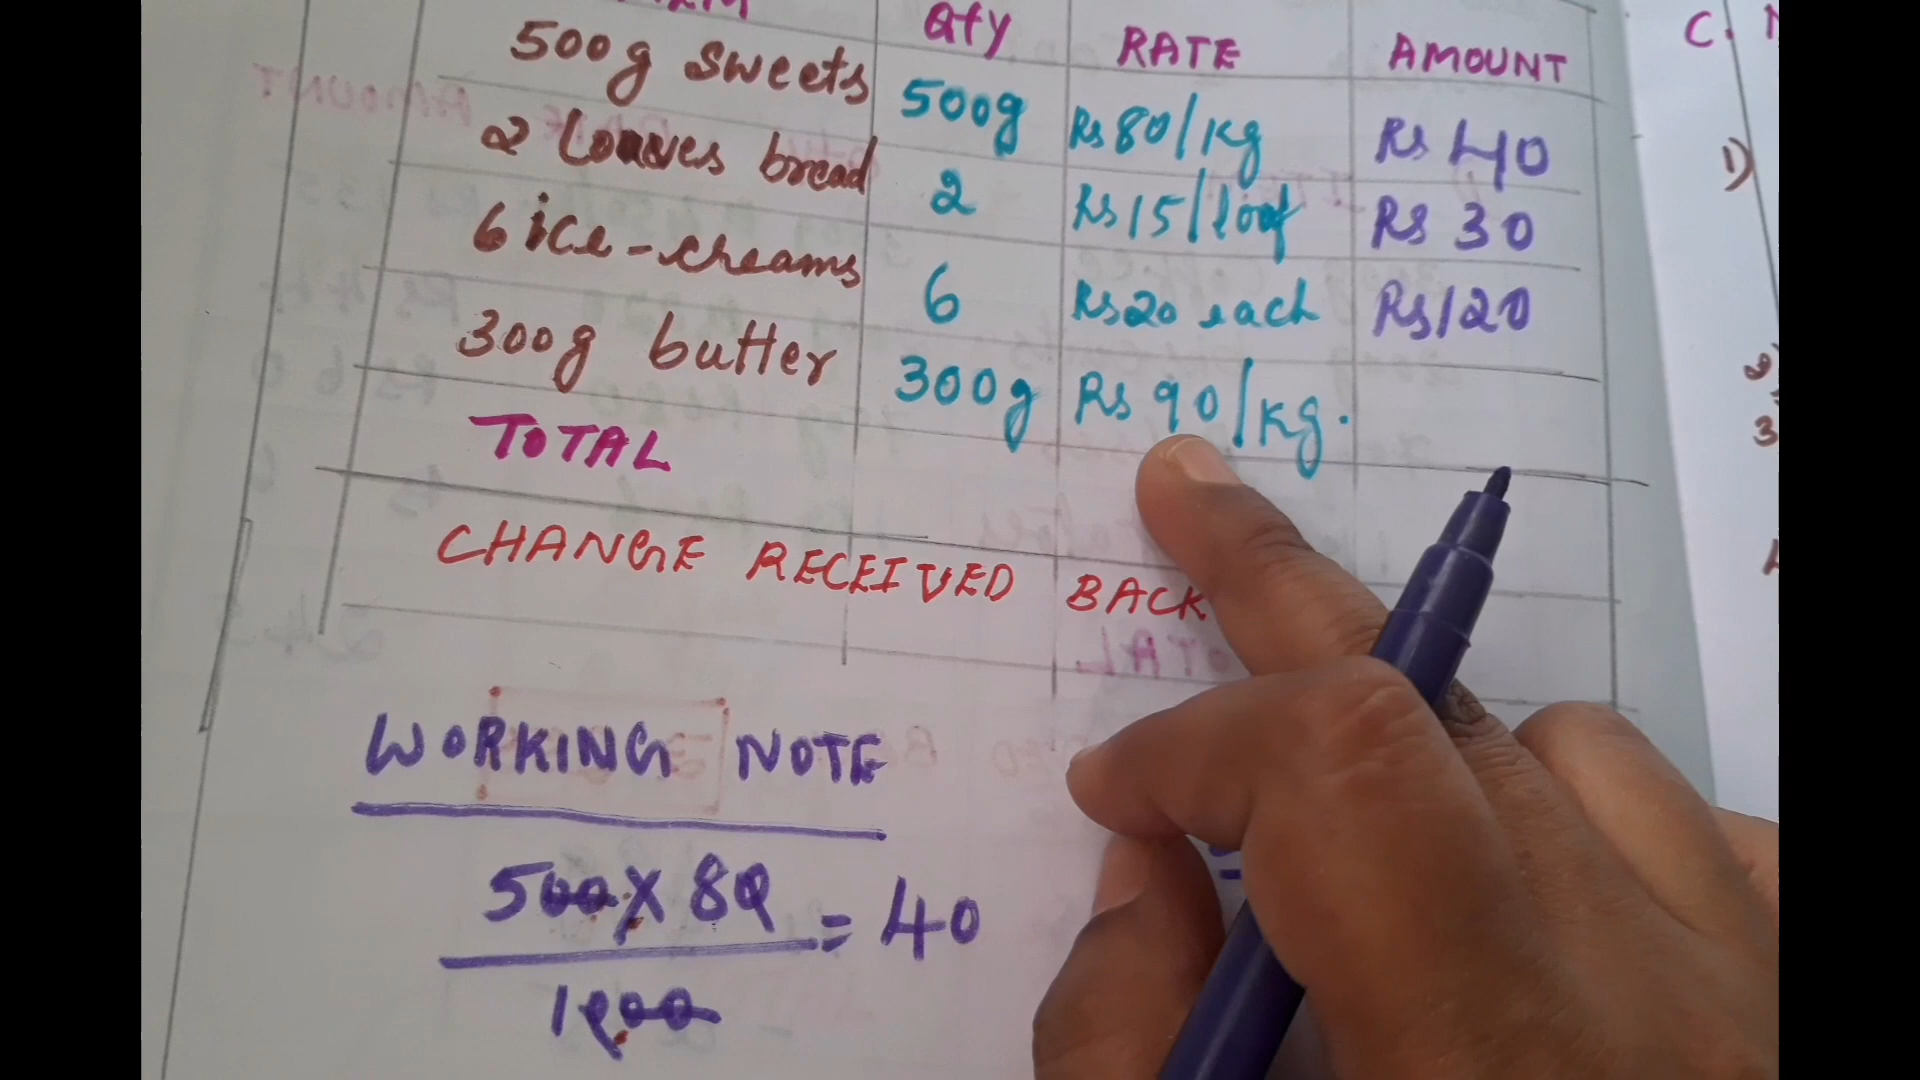 Qty RATE AMOUNT
500g sweets 500g Rs 80/kg Rs 40
2 Loaves bread 2 Rs 15/loaf Rs 30
6 ice-creams 6 Rs 20 each Rs 120
300g butter 300g Rs 90/kg.
TOTAL
CHANGE RECEIVED BACK
WORKING NOTE
500 X 80 = 40
1000
C.
1)
3